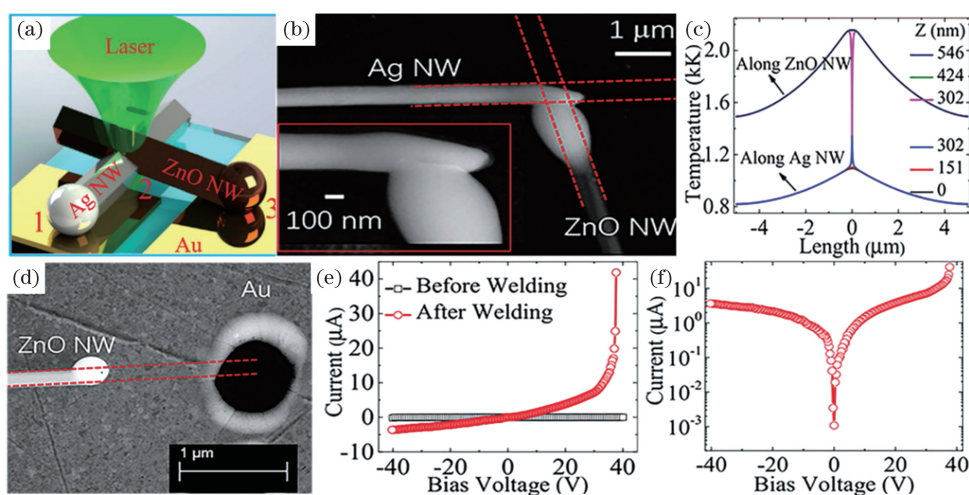 (a)
Laser
1
Ag NW
1
2
ZnO NW
3
Au
(b)
1 μm
Ag NW
100 nm
ZnO NW
(c)
Z (nm)
546
424
302
302
151
0
Along ZnO NW
Along Ag NW
2.0
1.6
1.2
0.8
Temperature (kK)
-4 -2 0 2 4
Length (μm)
(d)
Au
ZnO NW
1 μm
(e)
Before Welding
After Welding
40
30
20
10
0
-10
Current (μA)
-40 -20 0 20 40
Bias Voltage (V)
(f)
10¹
10⁰
10⁻¹
10⁻²
10⁻³
Current (μA)
-40 -20 0 20 40
Bias Voltage (V)